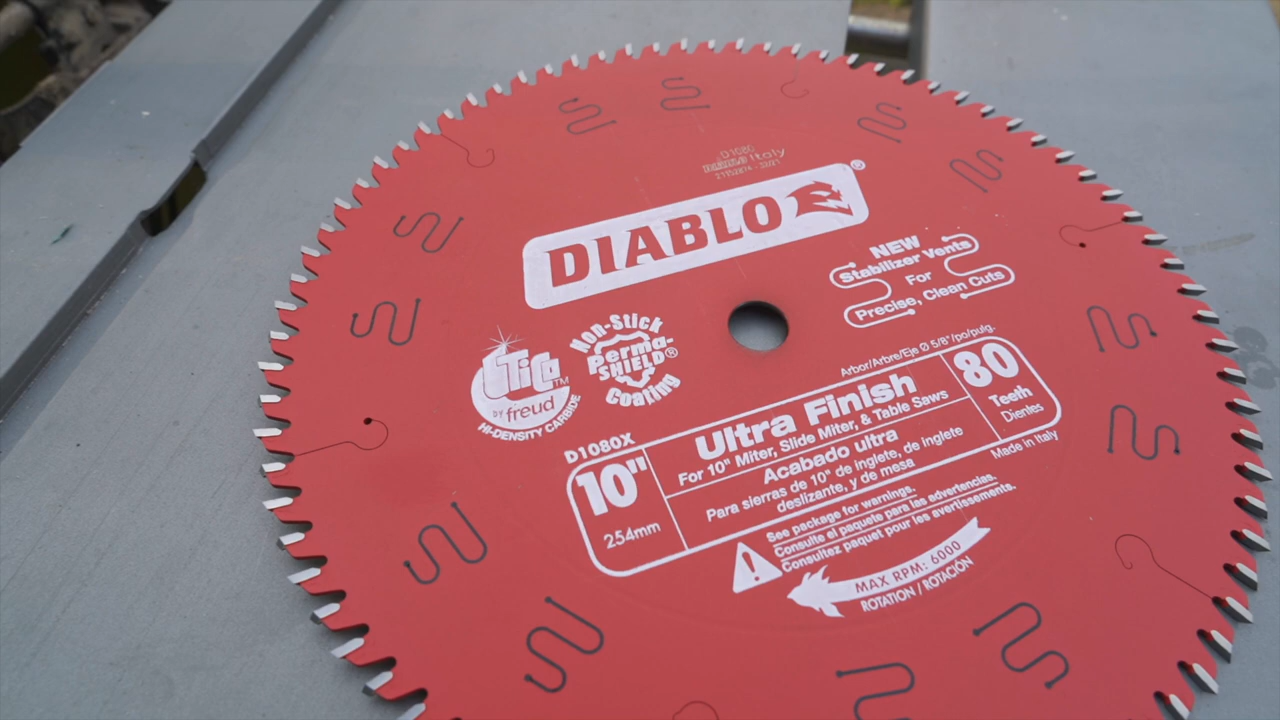 D1080
DIABLO Italy
DIABLO®
NEW
Stabilizer Vents
For
Precise, Clean Cuts
TiCo™
BY freud
HI-DENSITY CARBIDE
Non-Stick
Perma-
SHIELD®
Coating
Arbor/Arbre/Eje Ø 5/8"/po/pulg.
D1080X
10"
254mm
Ultra Finish
For 10" Miter, Slide Miter, & Table Saws
Acabado ultra
Para sierras de 10" de inglete, de inglete
deslizante, y de mesa
80
Teeth
Dientes
Made in Italy
See package for warnings.
Consulte el paquete para las advertencias.
Consultez paquet pour les avertissements.
MAX RPM: 6000
ROTATION / ROTACIÓN